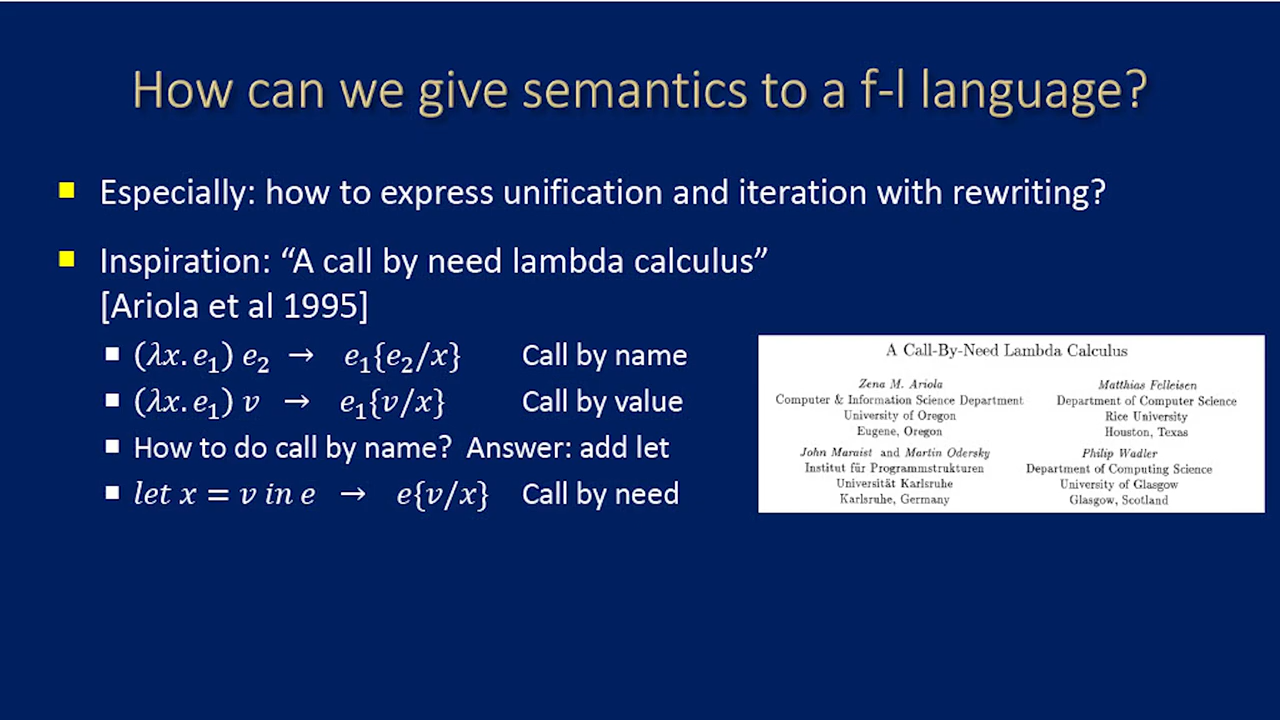 How can we give semantics to a f-l language?
Especially: how to express unification and iteration with rewriting?
Inspiration: “A call by need lambda calculus”
[Ariola et al 1995]
(λx.e₁) e₂ → e₁{e₂/x} Call by name
(λx.e₁) v → e₁{v/x} Call by value
How to do call by name? Answer: add let
let x = v in e → e{v/x} Call by need
A Call-By-Need Lambda Calculus
Zena M. Ariola
Computer & Information Science Department
University of Oregon
Eugene, Oregon
Matthias Felleisen
Department of Computer Science
Rice University
Houston, Texas
John Maraist and Martin Odersky
Institut für Programmstrukturen
Universität Karlsruhe
Karlsruhe, Germany
Philip Wadler
Department of Computing Science
University of Glasgow
Glasgow, Scotland